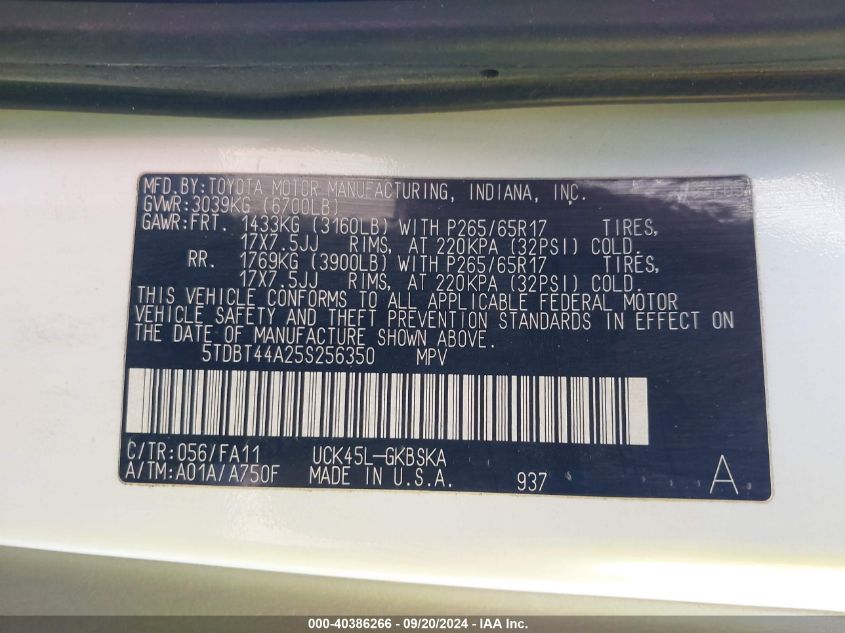 MFD.BY:TOYOTA MOTOR MANUFACTURING, INDIANA, INC.
GVWR:3039KG (6700LB)
GAWR:FRT. 1433KG (3160LB) WITH P265/65R17 TIRES,
17X7.5JJ RIMS, AT 220KPA (32PSI) COLD.
RR. 1769KG (3900LB) WITH P265/65R17 TIRES,
17X7.5JJ RIMS, AT 220KPA (32PSI) COLD.
THIS VEHICLE CONFORMS TO ALL APPLICABLE FEDERAL MOTOR
VEHICLE SAFETY AND THEFT PREVENTION STANDARDS IN EFFECT ON
THE DATE OF MANUFACTURE SHOWN ABOVE.
5TDBT44A25S256350 MPV
C/TR:056/FA11 UCK45L-GKBSKA
A/TM:A01A/A750F MADE IN U.S.A. 937 A
000-40386266 - 09/20/2024 - IAA Inc.